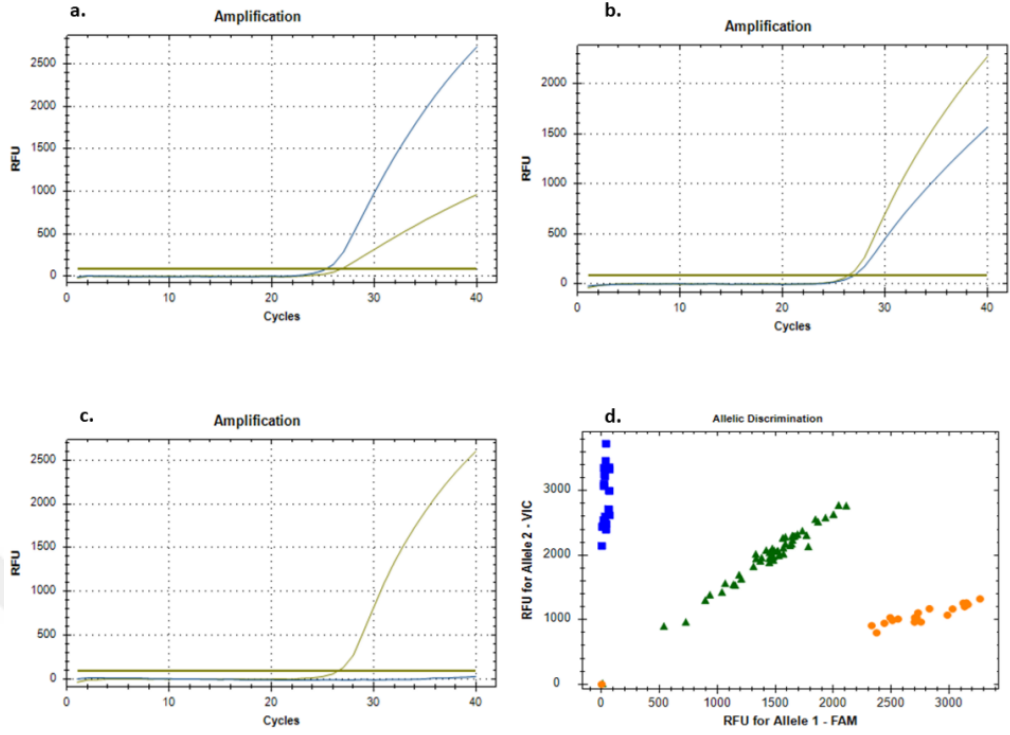 a.
Amplification
2500
2000
1500
1000
500
0
RFU
0 10 20 30 40
Cycles
b.
Amplification
2000
1500
1000
500
0
RFU
0 10 20 30 40
Cycles
c.
Amplification
2500
2000
1500
1000
500
0
RFU
0 10 20 30 40
Cycles
d.
Allelic Discrimination
3000
2000
1000
0
RFU for Allele 2 - VIC
0 500 1000 1500 2000 2500 3000
RFU for Allele 1 - FAM